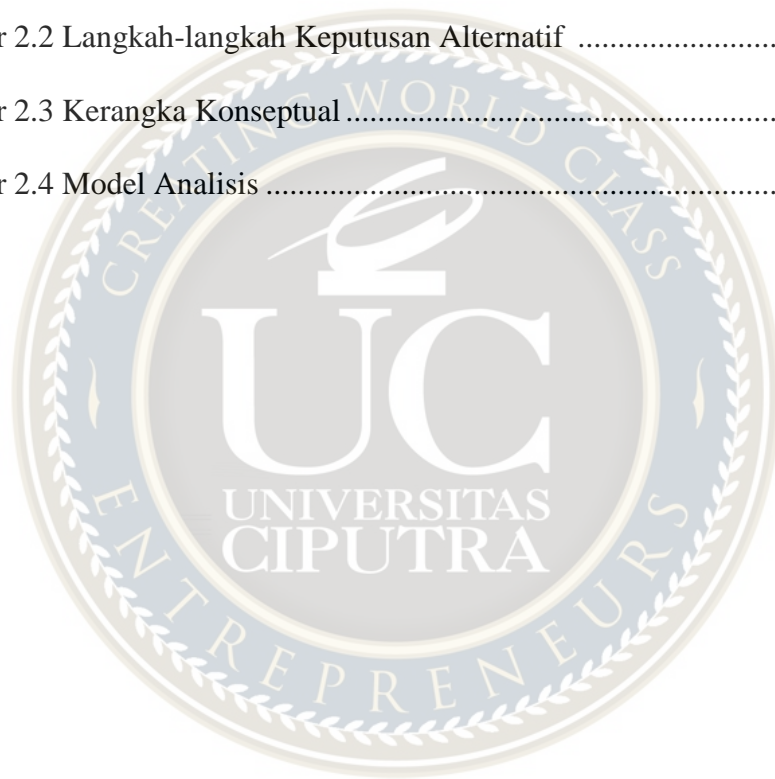 r 2.2 Langkah-langkah Keputusan Alternatif ......................
r 2.3 Kerangka Konseptual.............................................................
r 2.4 Model Analisis .........................................................................
CREATING WORLD CLASS
UC
UNIVERSITAS
CIPUTRA
ENTREPRENEURS